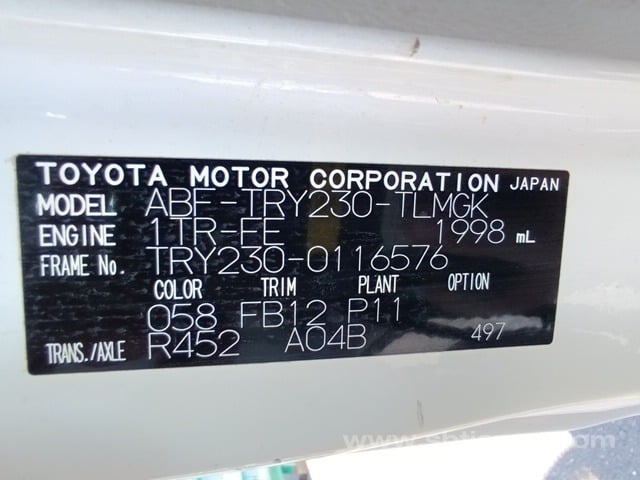 TOYOTA MOTOR CORPORATION JAPAN
MODEL ABF-TRY230-TLMGK
ENGINE 1TR-FE 1998 mL
FRAME No. TRY230-0116576
COLOR TRIM PLANT OPTION
058 FB12 P11
TRANS./AXLE R452 A04B 497